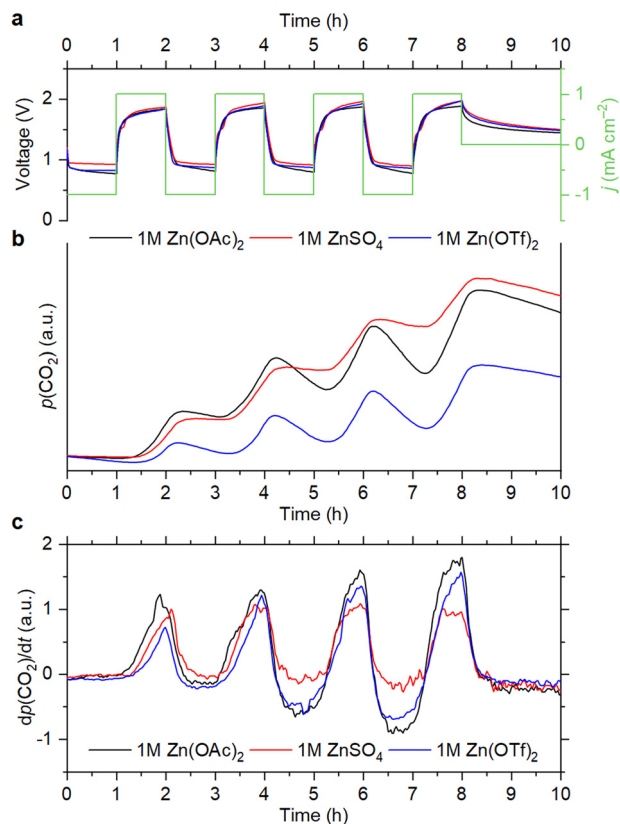 a
Time (h)
0 1 2 3 4 5 6 7 8 9 10
Voltage (V)
2
1
0
j (mA cm⁻²)
1
0
-1
b
1M Zn(OAc)₂ 1M ZnSO₄ 1M Zn(OTf)₂
p(CO₂) (a.u.)
0 1 2 3 4 5 6 7 8 9 10
Time (h)
c
dp(CO₂)/dt (a.u.)
2
1
0
-1
1M Zn(OAc)₂ 1M ZnSO₄ 1M Zn(OTf)₂
0 1 2 3 4 5 6 7 8 9 10
Time (h)